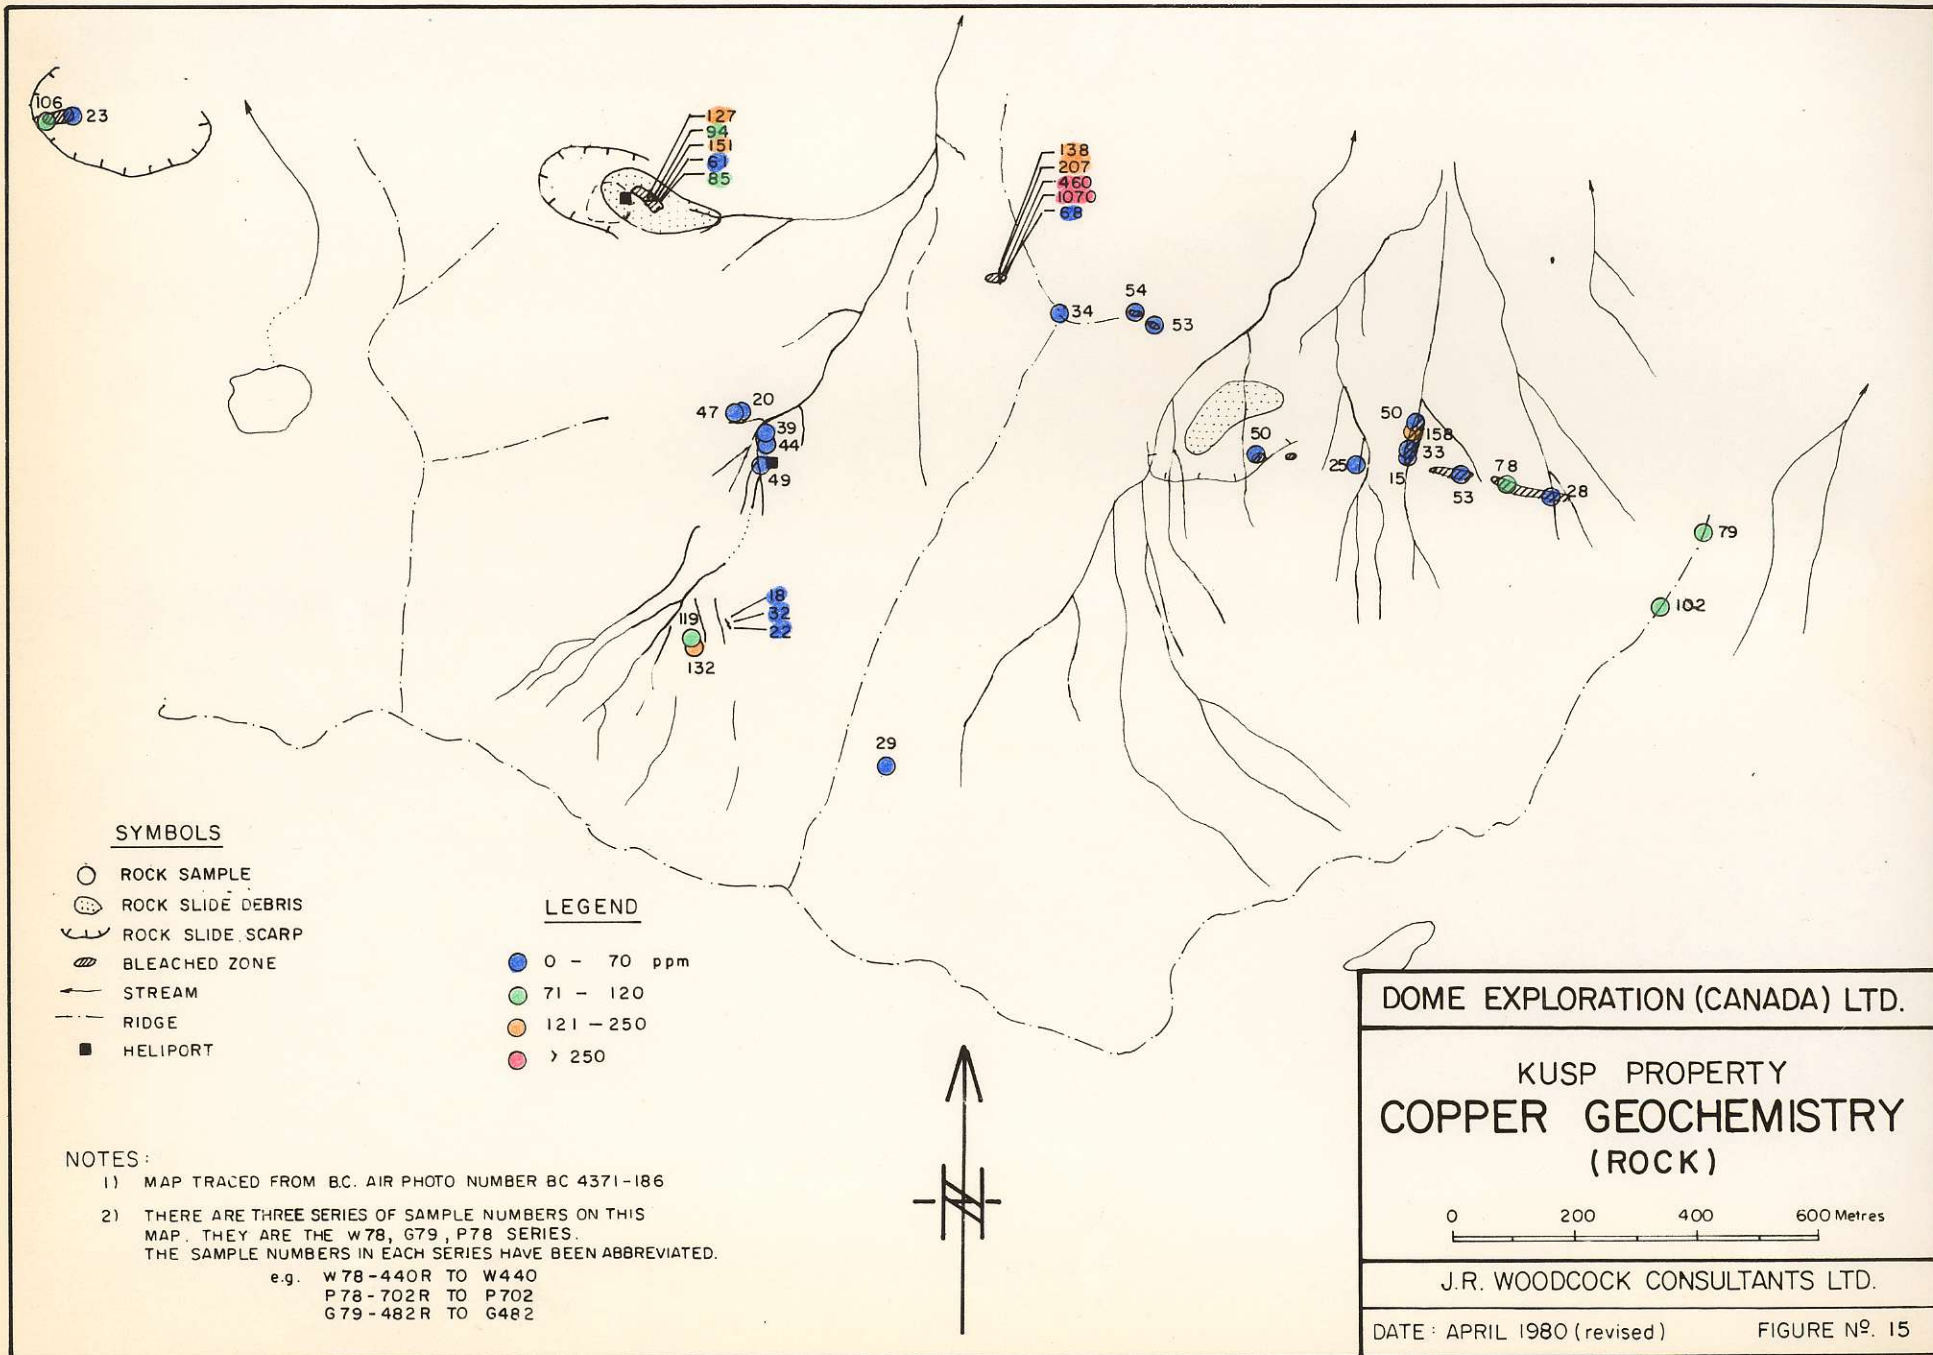 106
23
127
94
151
61
85
138
207
460
1070
68
34
54
53
47
20
39
44
49
50
25
50
158
33
15
53
78
28
79
102
18
32
22
119
132
29
SYMBOLS
ROCK SAMPLE
ROCK SLIDE DEBRIS
ROCK SLIDE SCARP
BLEACHED ZONE
STREAM
RIDGE
HELIPORT
LEGEND
0 - 70 ppm
71 - 120
121 - 250
> 250
NOTES:
1) MAP TRACED FROM B.C. AIR PHOTO NUMBER BC 4371-186
2) THERE ARE THREE SERIES OF SAMPLE NUMBERS ON THIS
MAP. THEY ARE THE W78, G79, P78 SERIES.
THE SAMPLE NUMBERS IN EACH SERIES HAVE BEEN ABBREVIATED.
e.g. W78-440R TO W440
P78-702R TO P702
G79-482R TO G482
N
DOME EXPLORATION (CANADA) LTD.
KUSP PROPERTY
COPPER GEOCHEMISTRY
(ROCK)
0 200 400 600 Metres
J.R. WOODCOCK CONSULTANTS LTD.
DATE: APRIL 1980 (revised) FIGURE Nº. 15